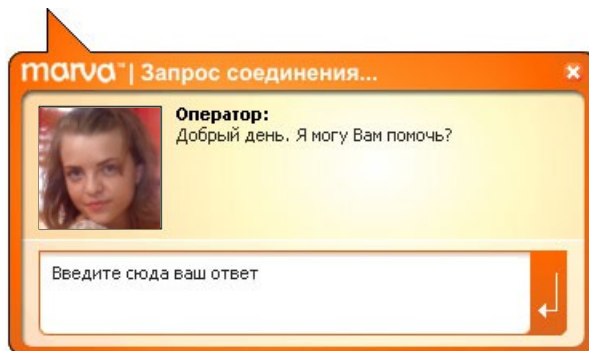 marva™ | Запрос соединения...
Оператор:
Добрый день. Я могу Вам помочь?
Введите сюда ваш ответ